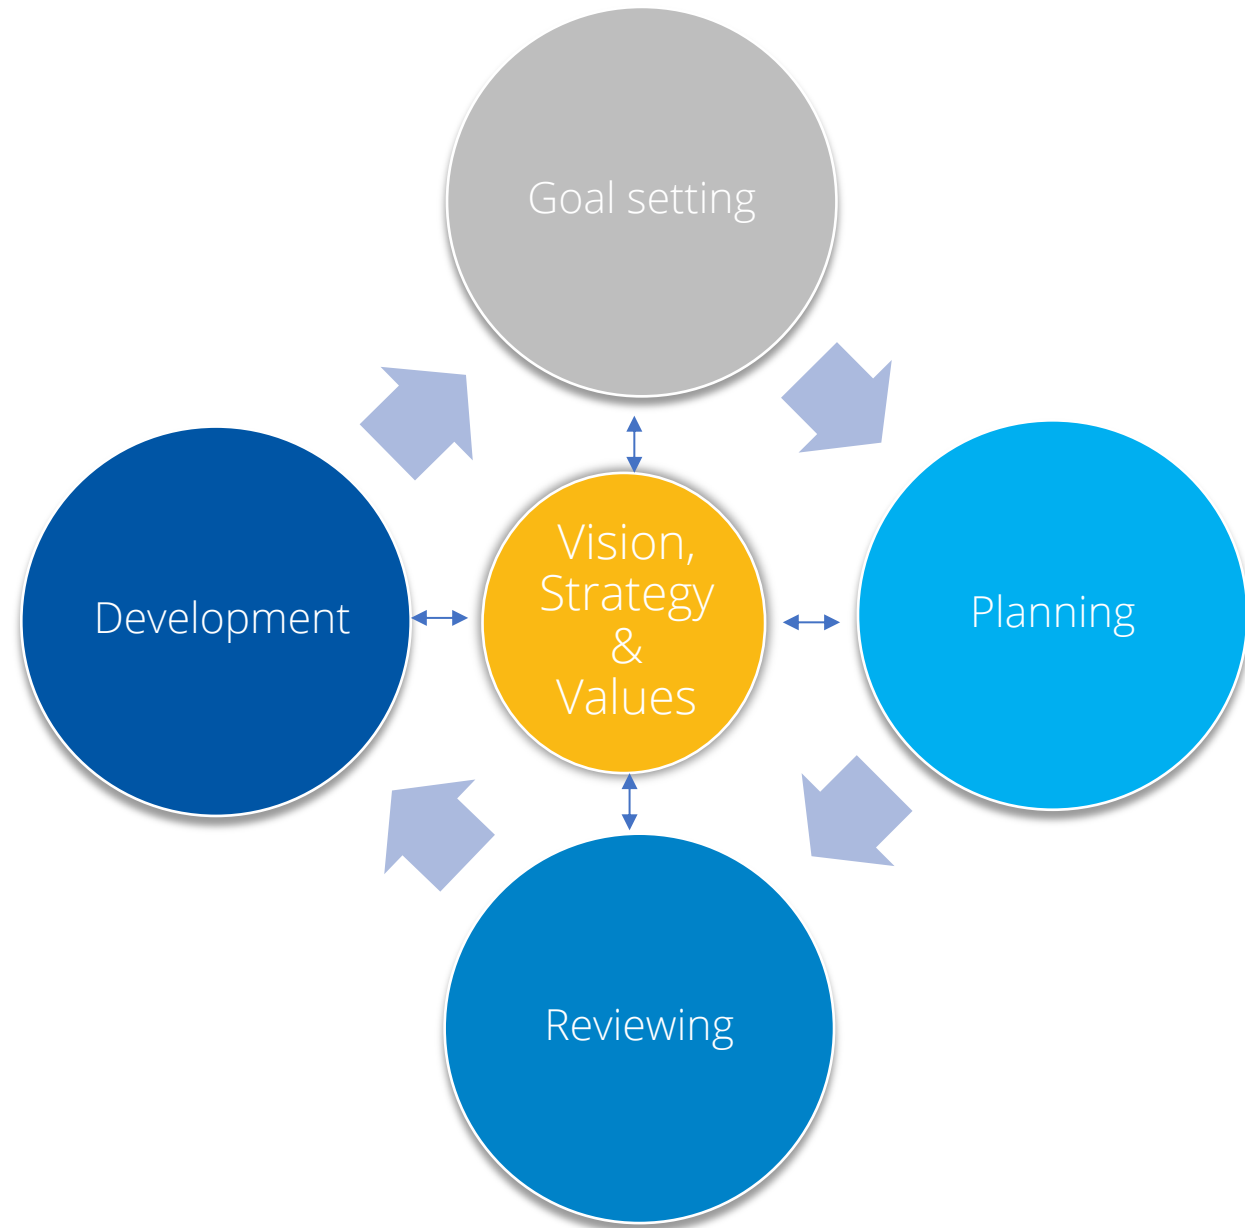 Goal setting
Development
Vision,
Strategy
&
Values
Planning
Reviewing